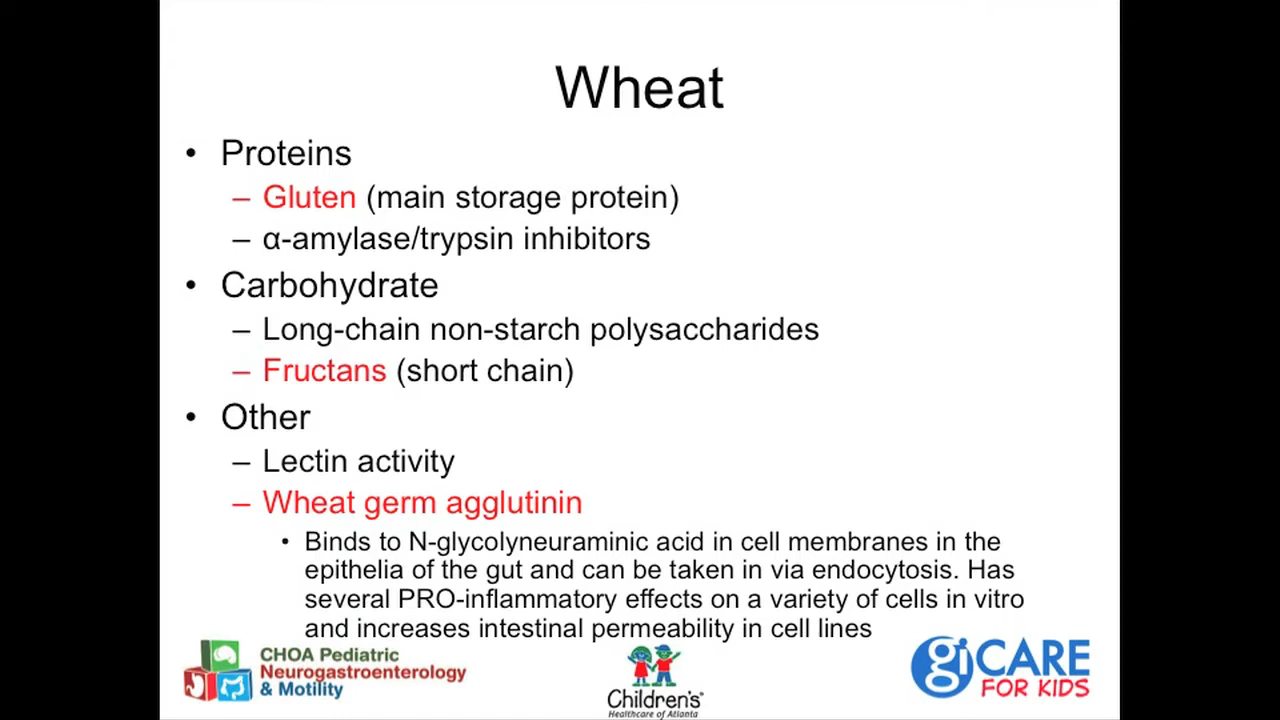 Wheat
• Proteins
– Gluten (main storage protein)
– α-amylase/trypsin inhibitors
• Carbohydrate
– Long-chain non-starch polysaccharides
– Fructans (short chain)
• Other
– Lectin activity
– Wheat germ agglutinin
• Binds to N-glycolyneuraminic acid in cell membranes in the
epithelia of the gut and can be taken in via endocytosis. Has
several PRO-inflammatory effects on a variety of cells in vitro
and increases intestinal permeability in cell lines
CHOA Pediatric
Neurogastroenterology
& Motility
Children's
Healthcare of Atlanta
gi CARE
FOR KIDS